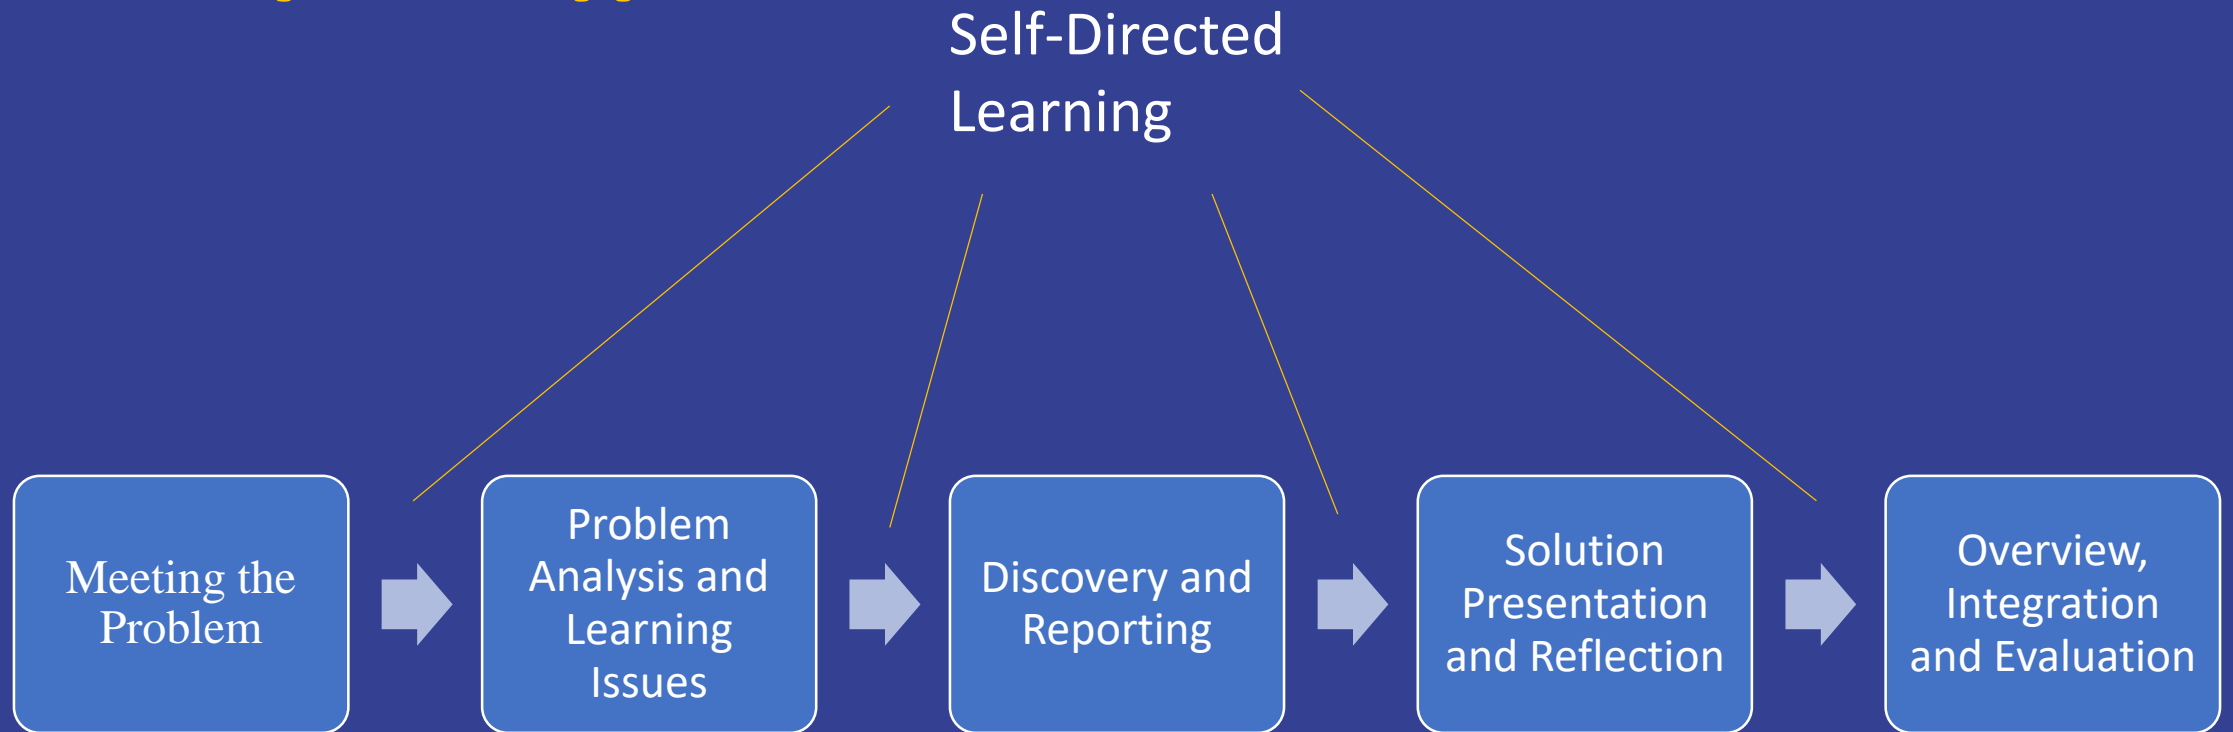 Self-Directed
Learning
Meeting the
Problem
Problem
Analysis and
Learning
Issues
Discovery and
Reporting
Solution
Presentation
and Reflection
Overview,
Integration
and Evaluation